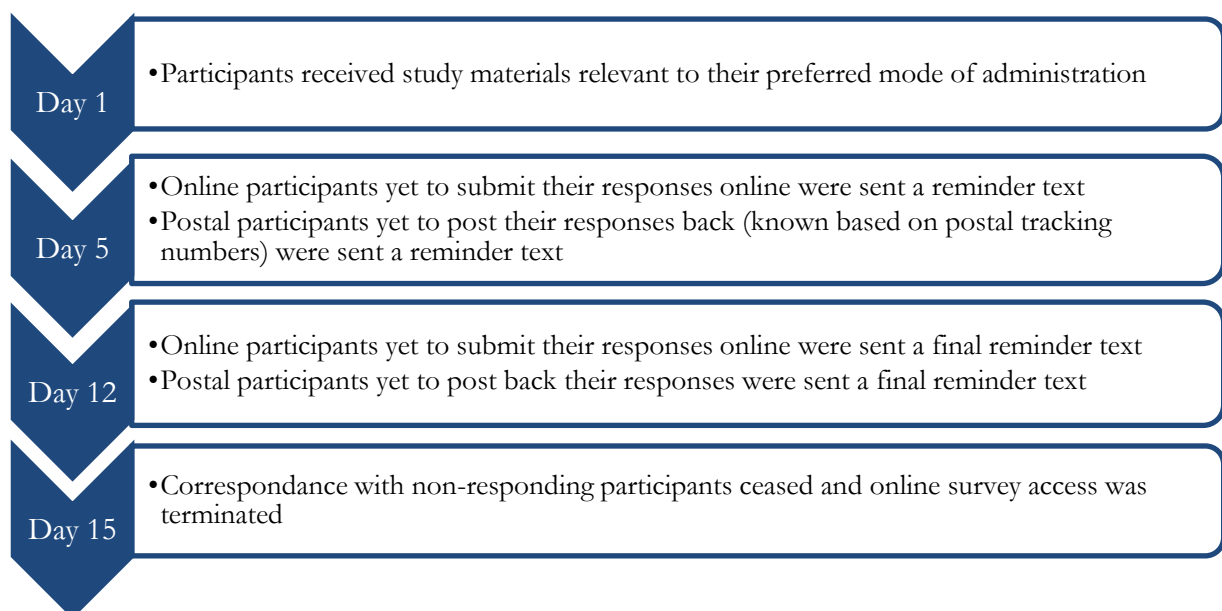 Day 1
•Participants received study materials relevant to their preferred mode of administration
Day 5
•Online participants yet to submit their responses online were sent a reminder text
•Postal participants yet to post their responses back (known based on postal tracking
numbers) were sent a reminder text
Day 12
•Online participants yet to submit their responses online were sent a final reminder text
•Postal participants yet to post back their responses were sent a final reminder text
Day 15
•Correspondance with non-responding participants ceased and online survey access was
terminated